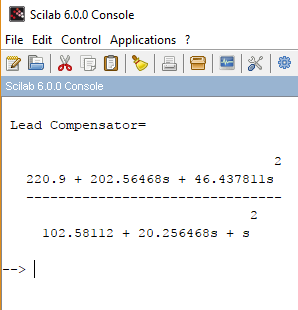 Scilab 6.0.0 Console
File Edit Control Applications ?
Scilab 6.0.0 Console
Lead Compensator=
2
220.9 + 202.56468s + 46.437811s
--------------------------------
2
102.58112 + 20.256468s + s
-->